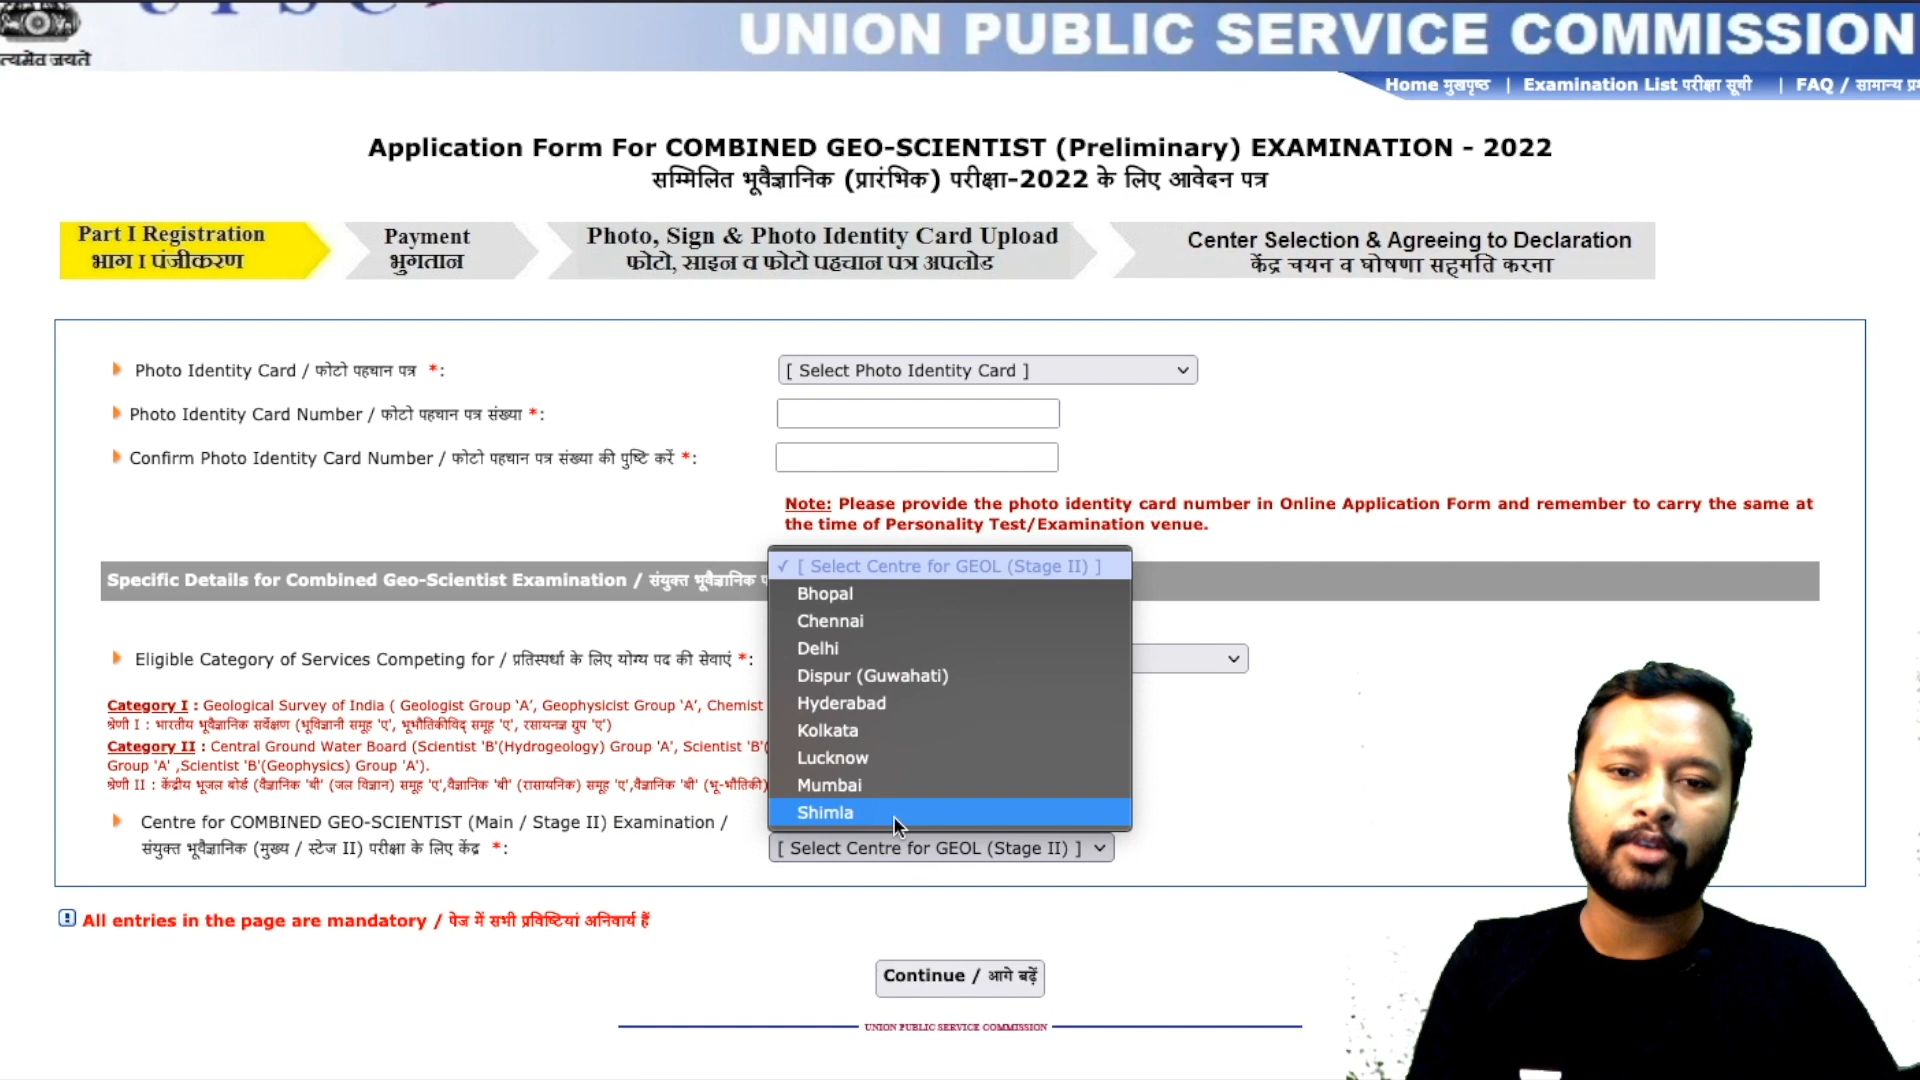 UPSC
सत्यमेव जयते
UNION PUBLIC SERVICE COMMISSION
Home मुखपृष्ठ | Examination List परीक्षा सूची | FAQ / सामान्य
Application Form For COMBINED GEO-SCIENTIST (Preliminary) EXAMINATION - 2022
सम्मिलित भूवैज्ञानिक (प्रारंभिक) परीक्षा-2022 के लिए आवेदन पत्र
Part I Registration
भाग I पंजीकरण
Payment
भुगतान
Photo, Sign & Photo Identity Card Upload
फोटो, साइन व फोटो पहचान पत्र अपलोड
Center Selection & Agreeing to Declaration
केंद्र चयन व घोषणा सहमति करना
Photo Identity Card / फोटो पहचान पत्र *:
[ Select Photo Identity Card ]
Photo Identity Card Number / फोटो पहचान पत्र संख्या *:
Confirm Photo Identity Card Number / फोटो पहचान पत्र संख्या की पुष्टि करें *:
Note: Please provide the photo identity card number in Online Application Form and remember to carry the same at
the time of Personality Test/Examination venue.
Specific Details for Combined Geo-Scientist Examination / संयुक्त भूवैज्ञानिक प
✓ [ Select Centre for GEOL (Stage II) ]
Bhopal
Chennai
Delhi
Dispur (Guwahati)
Hyderabad
Kolkata
Lucknow
Mumbai
Shimla
Eligible Category of Services Competing for / प्रतिस्पर्धा के लिए योग्य पद की सेवाएं *:
Category I : Geological Survey of India ( Geologist Group 'A', Geophysicist Group 'A', Chemist
श्रेणी I : भारतीय भूवैज्ञानिक सर्वेक्षण (भूविज्ञानी समूह 'ए', भूभौतिकीविद् समूह 'ए', रसायनज्ञ ग्रुप 'ए')
Category II : Central Ground Water Board (Scientist 'B'(Hydrogeology) Group 'A', Scientist 'B'(
Group 'A' ,Scientist 'B'(Geophysics) Group 'A').
श्रेणी II : केंद्रीय भूजल बोर्ड (वैज्ञानिक 'बी' (जल विज्ञान) समूह 'ए',वैज्ञानिक 'बी' (रासायनिक) समूह 'ए',वैज्ञानिक 'बी' (भू-भौतिकी)
Centre for COMBINED GEO-SCIENTIST (Main / Stage II) Examination /
संयुक्त भूवैज्ञानिक (मुख्य / स्टेज II) परीक्षा के लिए केंद्र *:
[ Select Centre for GEOL (Stage II) ]
All entries in the page are mandatory / पेज में सभी प्रविष्टियां अनिवार्य हैं
Continue / आगे बढ़ें
UNION PUBLIC SERVICE COMMISSION